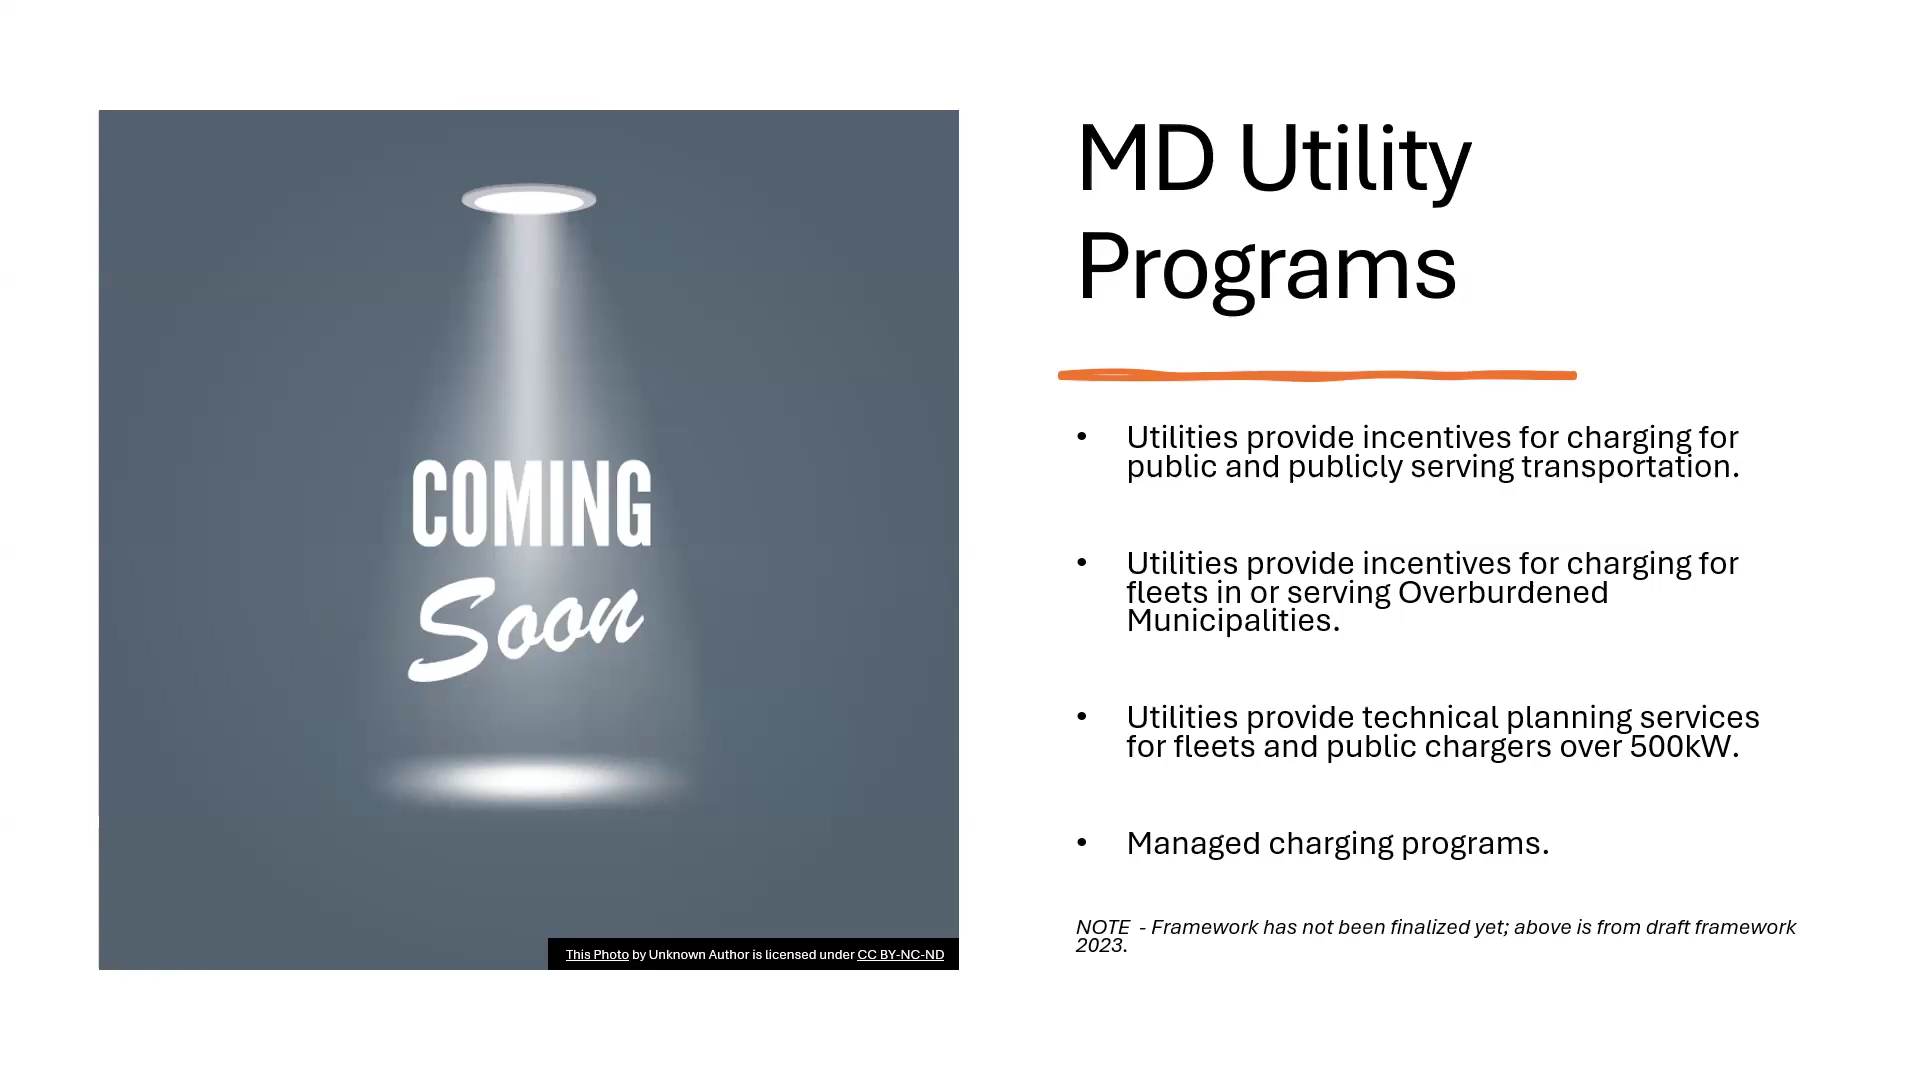 COMING
Soon
This Photo by Unknown Author is licensed under CC BY-NC-ND
MD Utility
Programs
• Utilities provide incentives for charging for
public and publicly serving transportation.
• Utilities provide incentives for charging for
fleets in or serving Overburdened
Municipalities.
• Utilities provide technical planning services
for fleets and public chargers over 500kW.
• Managed charging programs.
NOTE - Framework has not been finalized yet; above is from draft framework
2023.